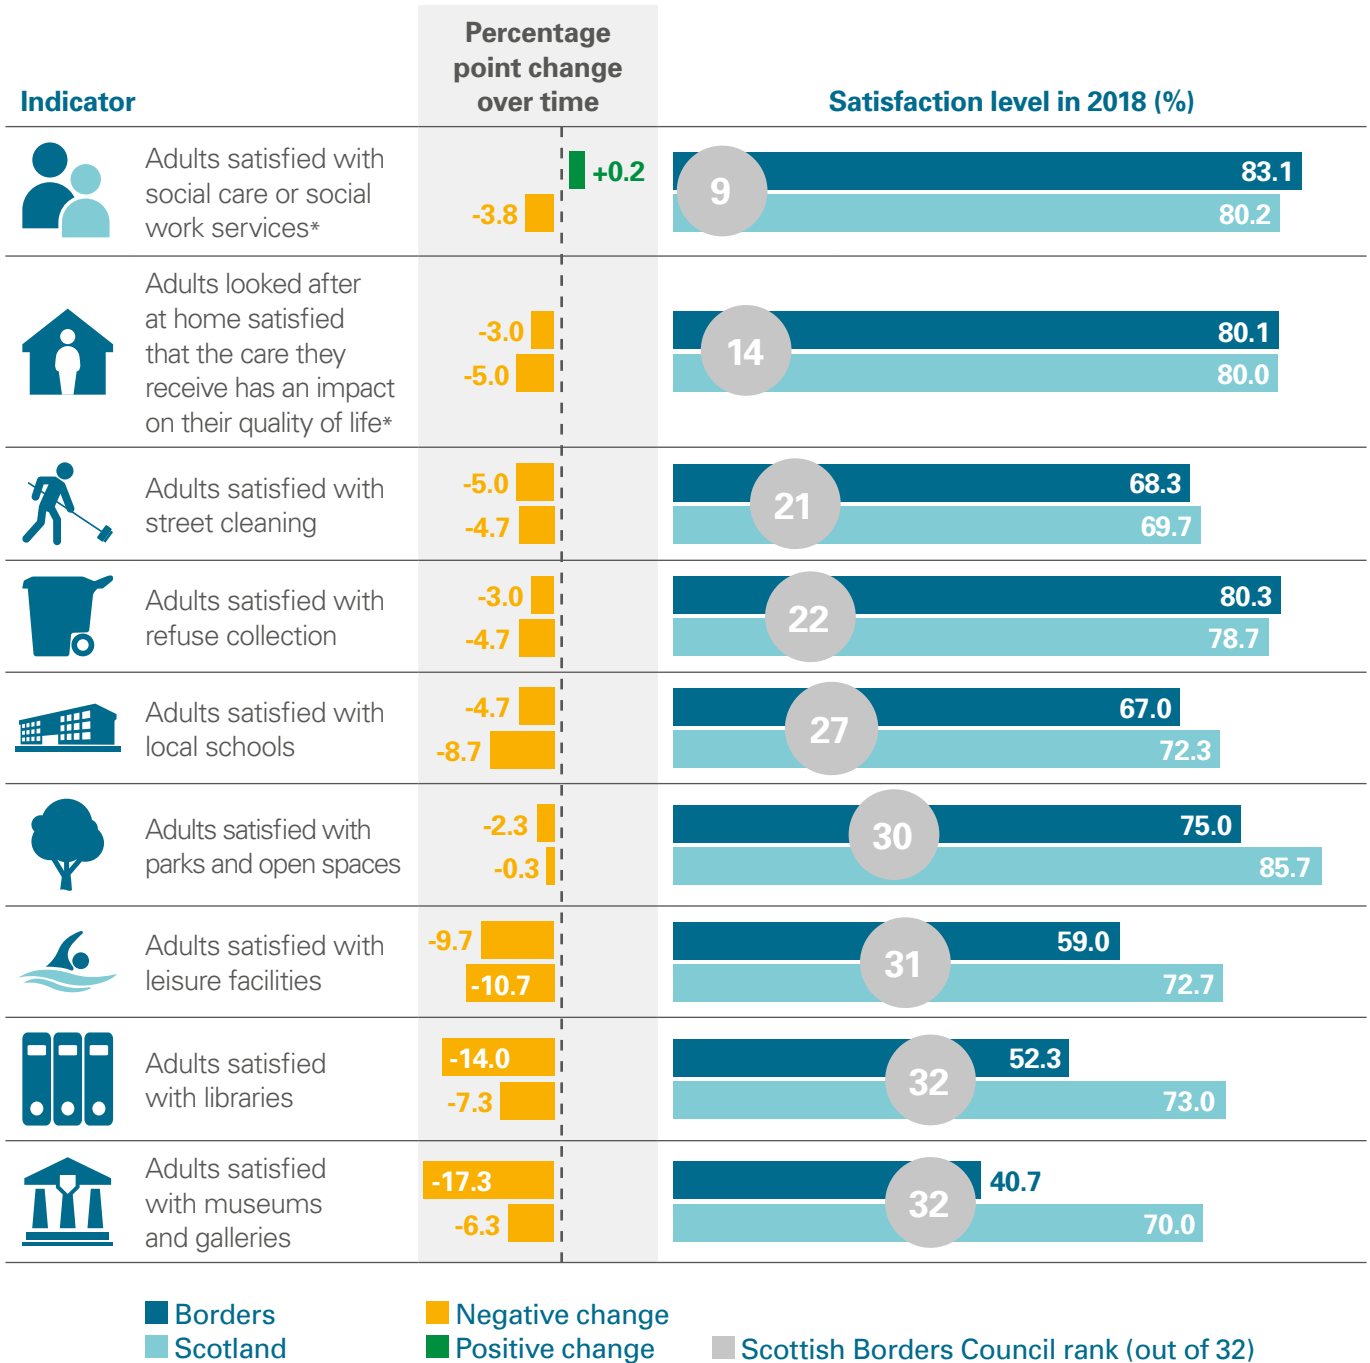 Percentage
point change
over time
Indicator
Satisfaction level in 2018 (%)
Adults satisfied with
social care or social
work services*
+0.2
-3.8
9
83.1
80.2
Adults looked after
at home satisfied
that the care they
receive has an impact
on their quality of life*
-3.0
-5.0
14
80.1
80.0
Adults satisfied with
street cleaning
-5.0
-4.7
21
68.3
69.7
Adults satisfied with
refuse collection
-3.0
-4.7
22
80.3
78.7
Adults satisfied with
local schools
-4.7
-8.7
27
67.0
72.3
Adults satisfied with
parks and open spaces
-2.3
-0.3
30
75.0
85.7
Adults satisfied with
leisure facilities
-9.7
-10.7
31
59.0
72.7
Adults satisfied
with libraries
-14.0
-7.3
32
52.3
73.0
Adults satisfied
with museums
and galleries
-17.3
-6.3
32
40.7
70.0
Borders
Scotland
Negative change
Positive change
Scottish Borders Council rank (out of 32)